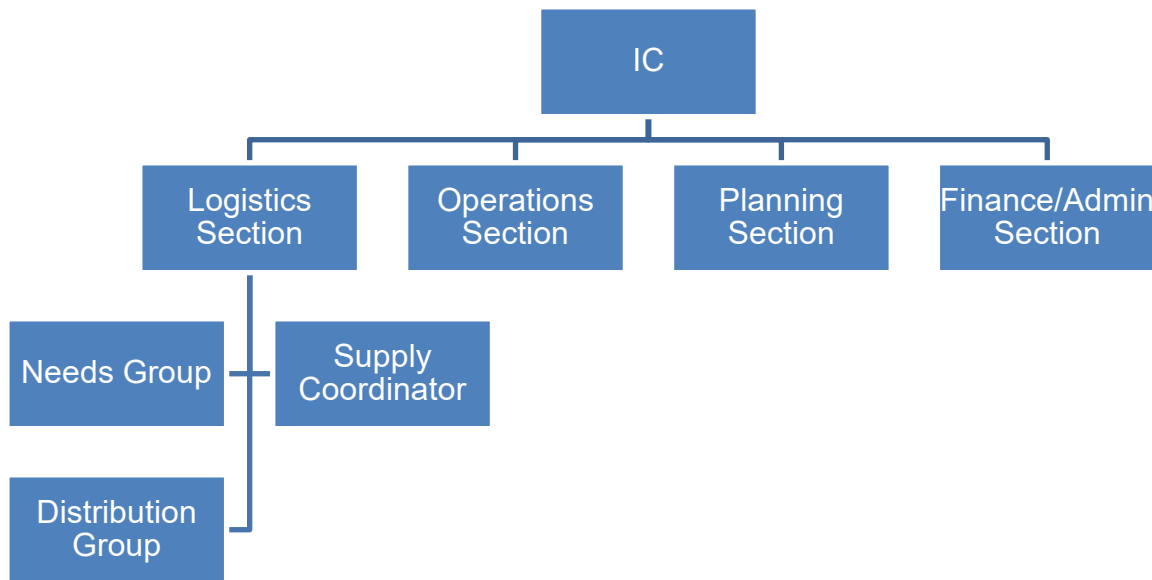 IC
Logistics
Section
Operations
Section
Planning
Section
Finance/Admin
Section
Needs Group
Supply
Coordinator
Distribution
Group